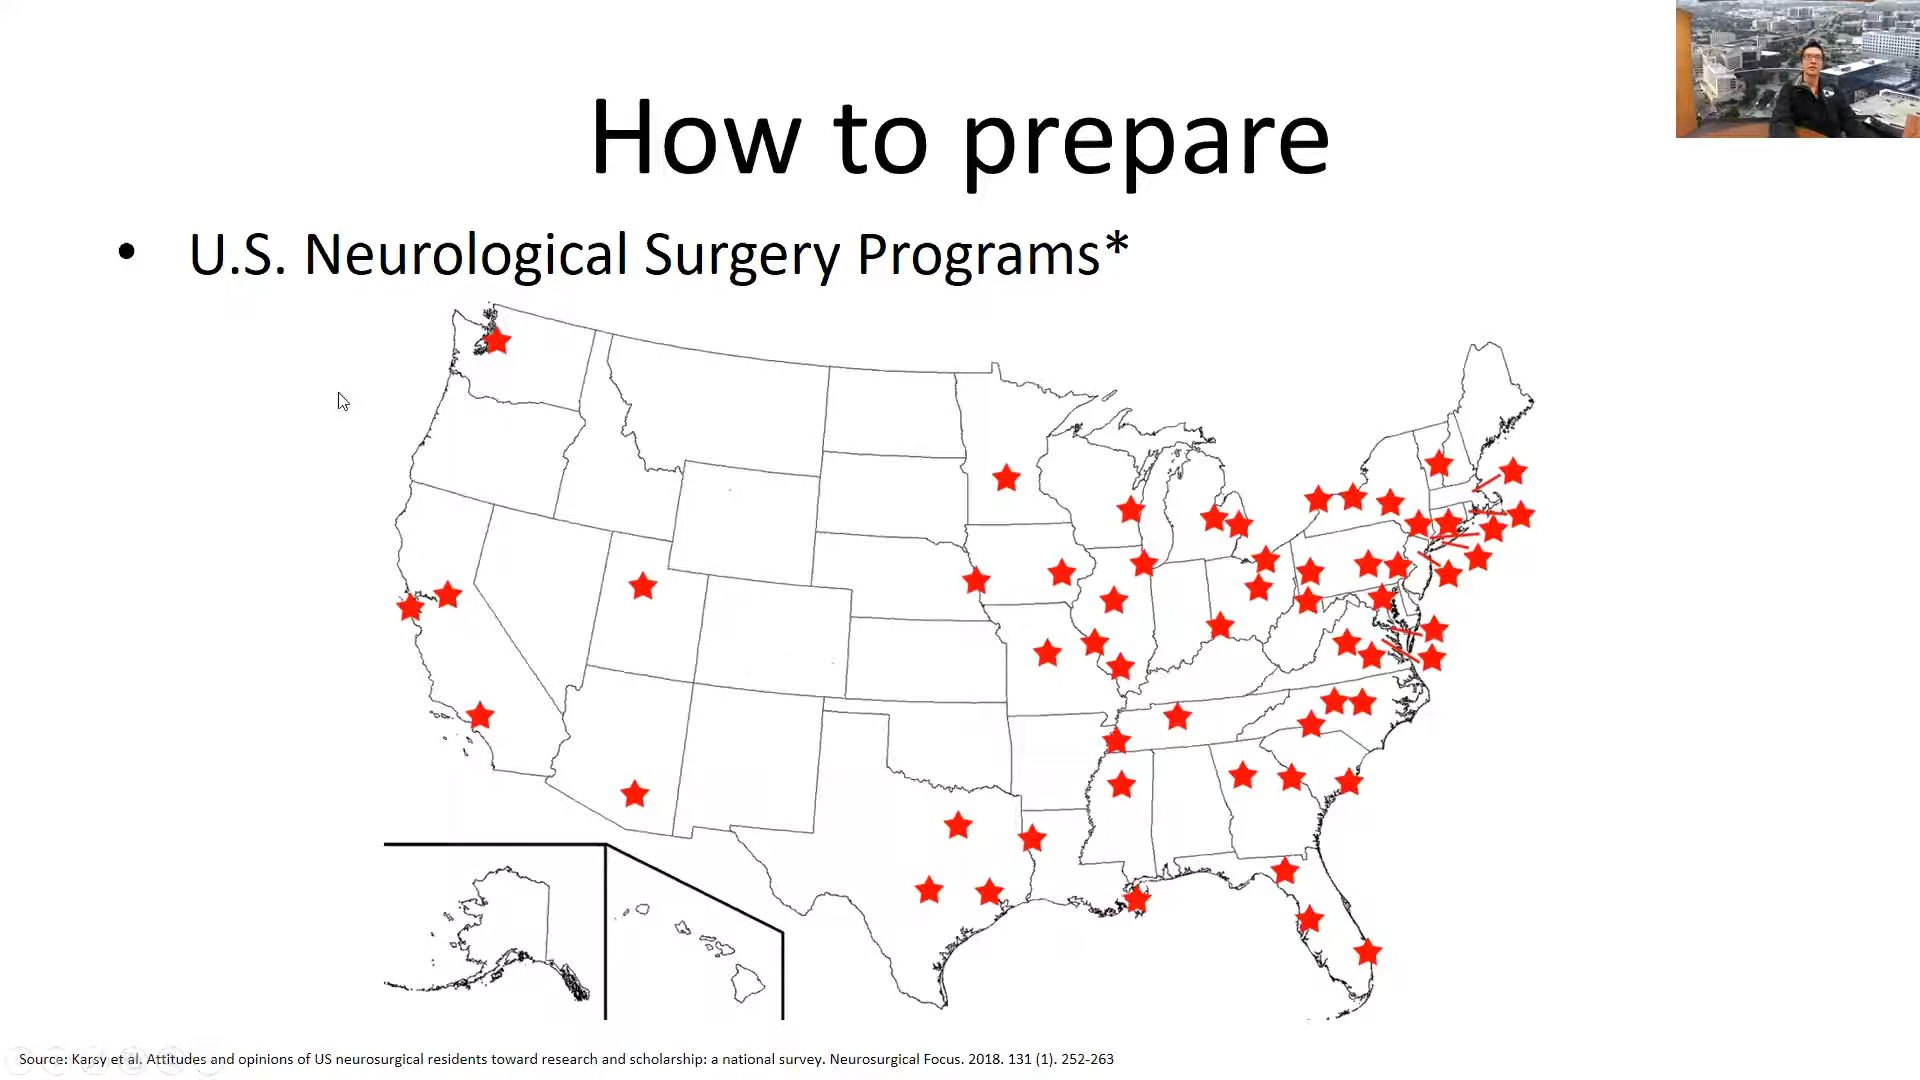 How to prepare
• U.S. Neurological Surgery Programs*
Source: Karsy et al. Attitudes and opinions of US neurosurgical residents toward research and scholarship: a national survey. Neurosurgical Focus. 2018. 131 (1). 252-263